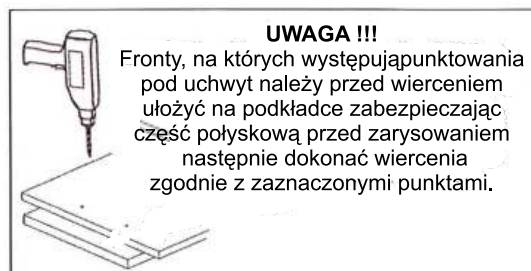 UWAGA !!!
Fronty, na których występująpunktowania
pod uchwyt należy przed wierceniem
ułożyć na podkładce zabezpieczając
część połyskową przed zarysowaniem
następnie dokonać wiercenia
zgodnie z zaznaczonymi punktami.